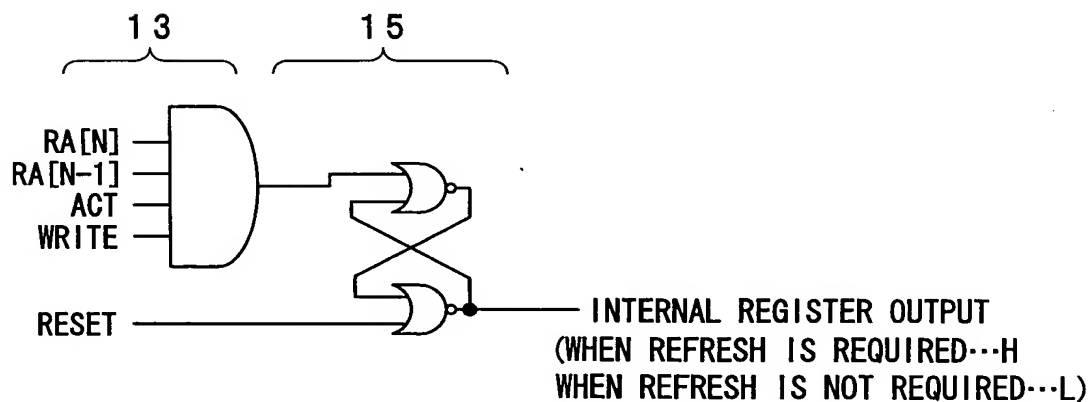 13 15
RA[N]
RA[N-1]
ACT
WRITE
RESET
INTERNAL REGISTER OUTPUT
(WHEN REFRESH IS REQUIRED···H
WHEN REFRESH IS NOT REQUIRED···L)